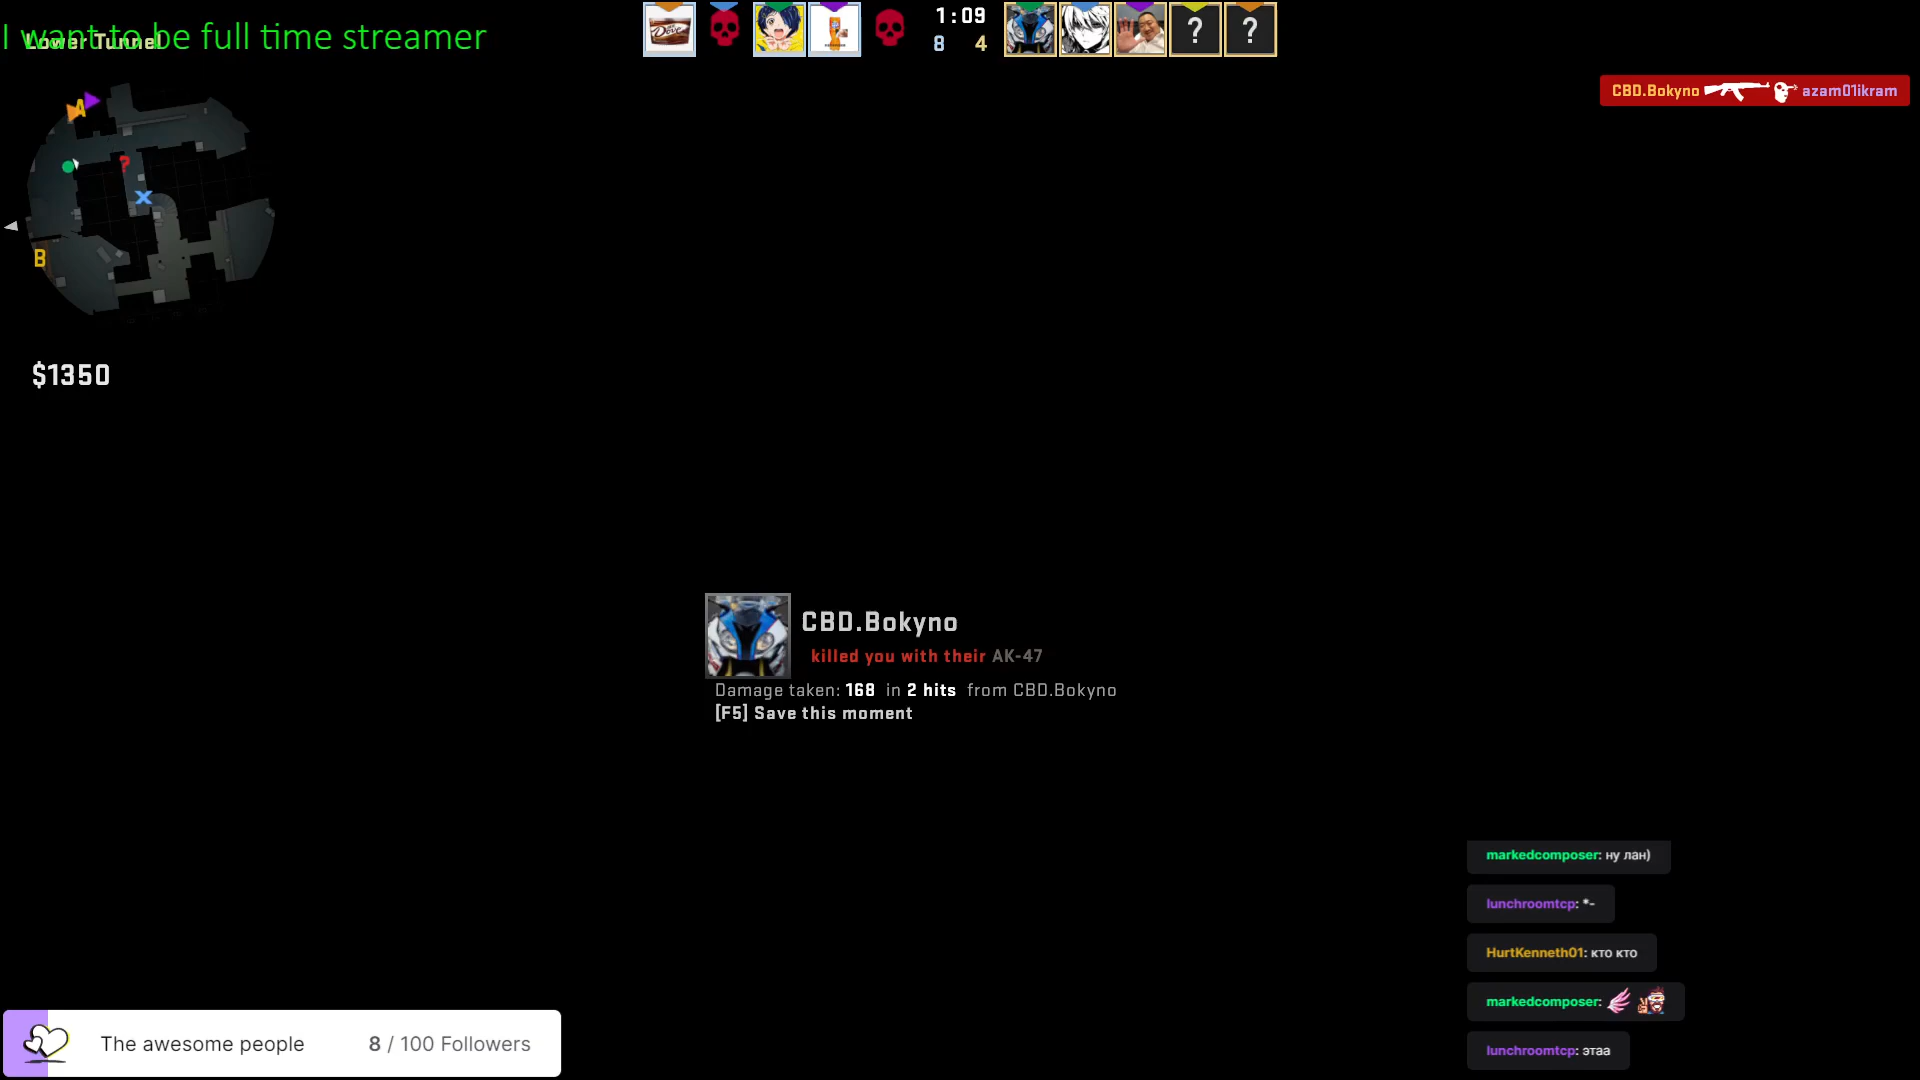 I want to be full time streamer
Lower Tunnel
1:09
8 4
? ?
Dove
CBD.Bokyno azam01ikram
A
?
X
B
$1350
CBD.Bokyno
killed you with their AK-47
Damage taken: 168 in 2 hits from CBD.Bokyno
[F5] Save this moment
markedcomposer: ну лан)
lunchroomtcp: *-
HurtKenneth01: кто кто
markedcomposer:
lunchroomtcp: этаа
The awesome people 8 / 100 Followers